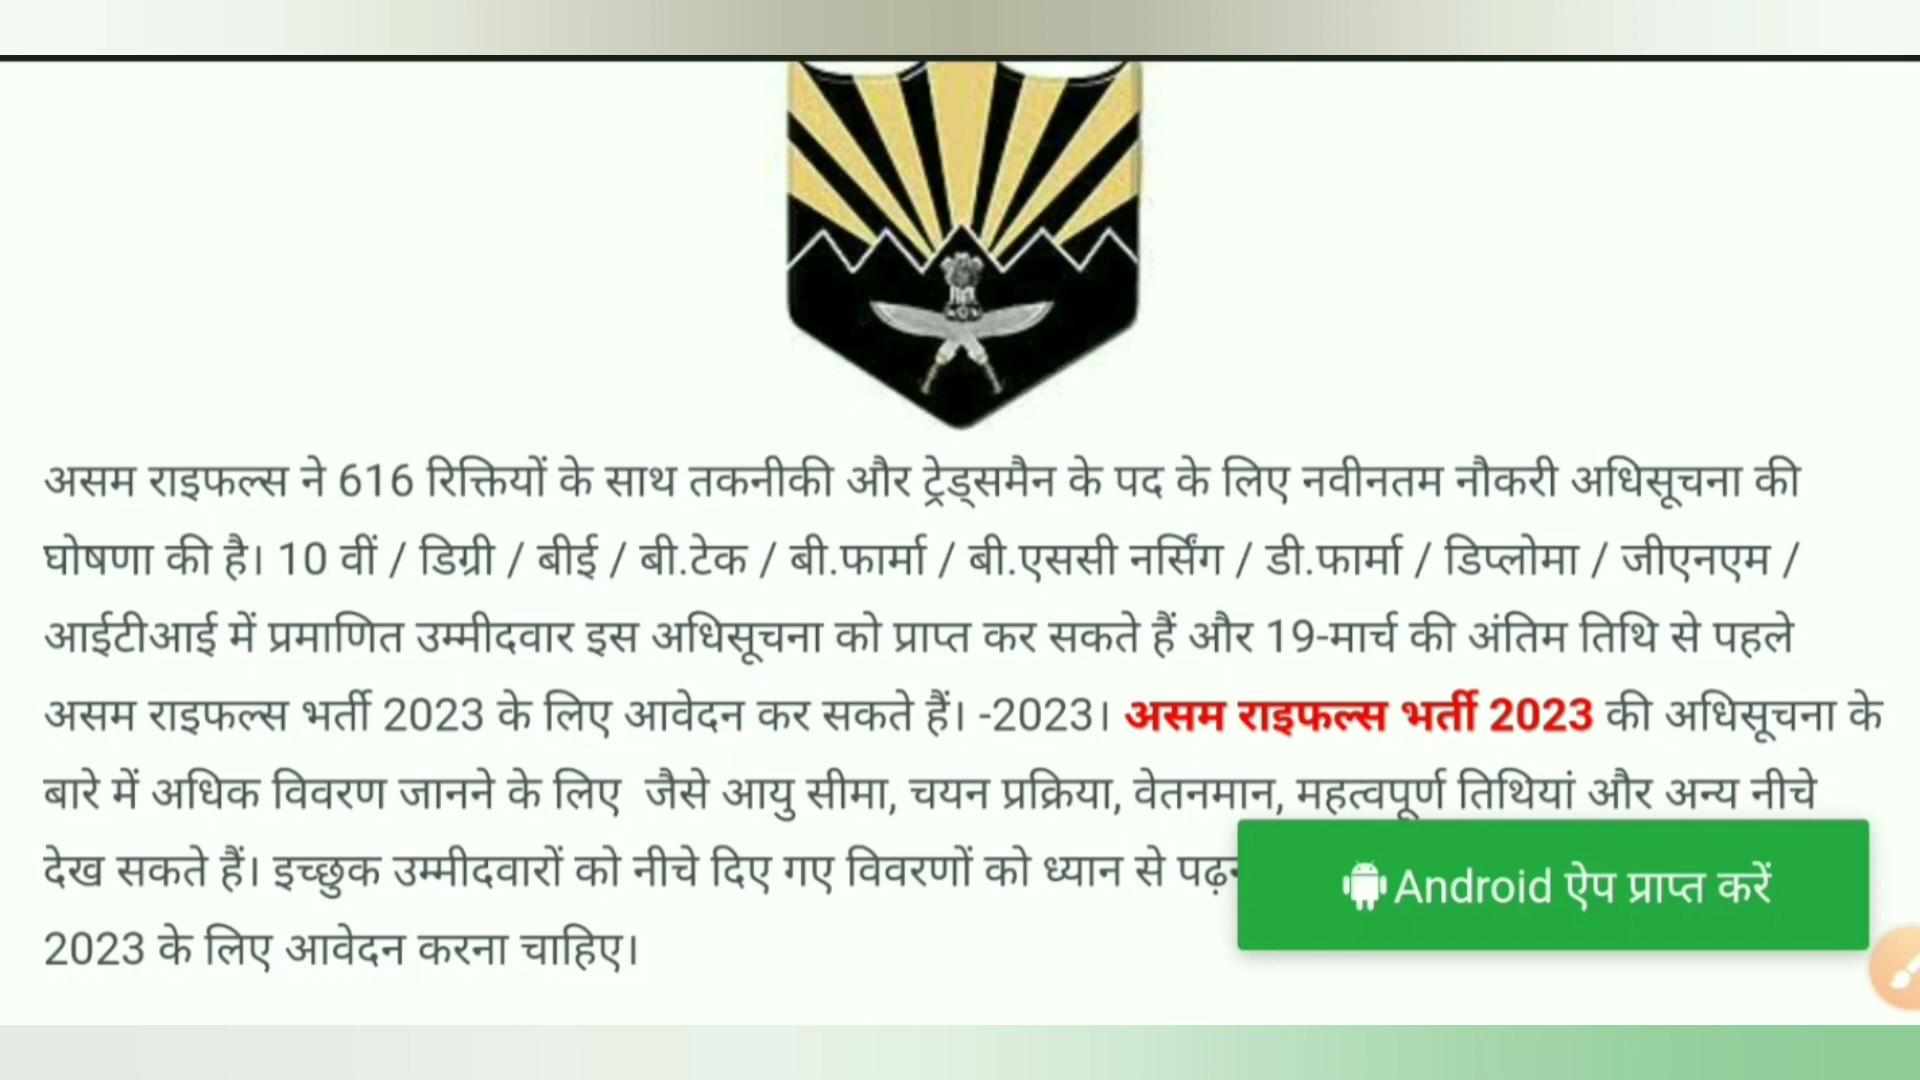 असम राइफल्स ने 616 रिक्तियों के साथ तकनीकी और ट्रेड्समैन के पद के लिए नवीनतम नौकरी अधिसूचना की
घोषणा की है। 10 वीं / डिग्री / बीई / बी.टेक / बी.फार्मा / बी.एससी नर्सिंग / डी.फार्मा / डिप्लोमा / जीएनएम /
आईटीआई में प्रमाणित उम्मीदवार इस अधिसूचना को प्राप्त कर सकते हैं और 19-मार्च की अंतिम तिथि से पहले
असम राइफल्स भर्ती 2023 के लिए आवेदन कर सकते हैं। -2023। असम राइफल्स भर्ती 2023 की अधिसूचना के
बारे में अधिक विवरण जानने के लिए जैसे आयु सीमा, चयन प्रक्रिया, वेतनमान, महत्वपूर्ण तिथियां और अन्य नीचे
देख सकते हैं। इच्छुक उम्मीदवारों को नीचे दिए गए विवरणों को ध्यान से
Android ऐप प्राप्त करें
2023 के लिए आवेदन करना चाहिए।